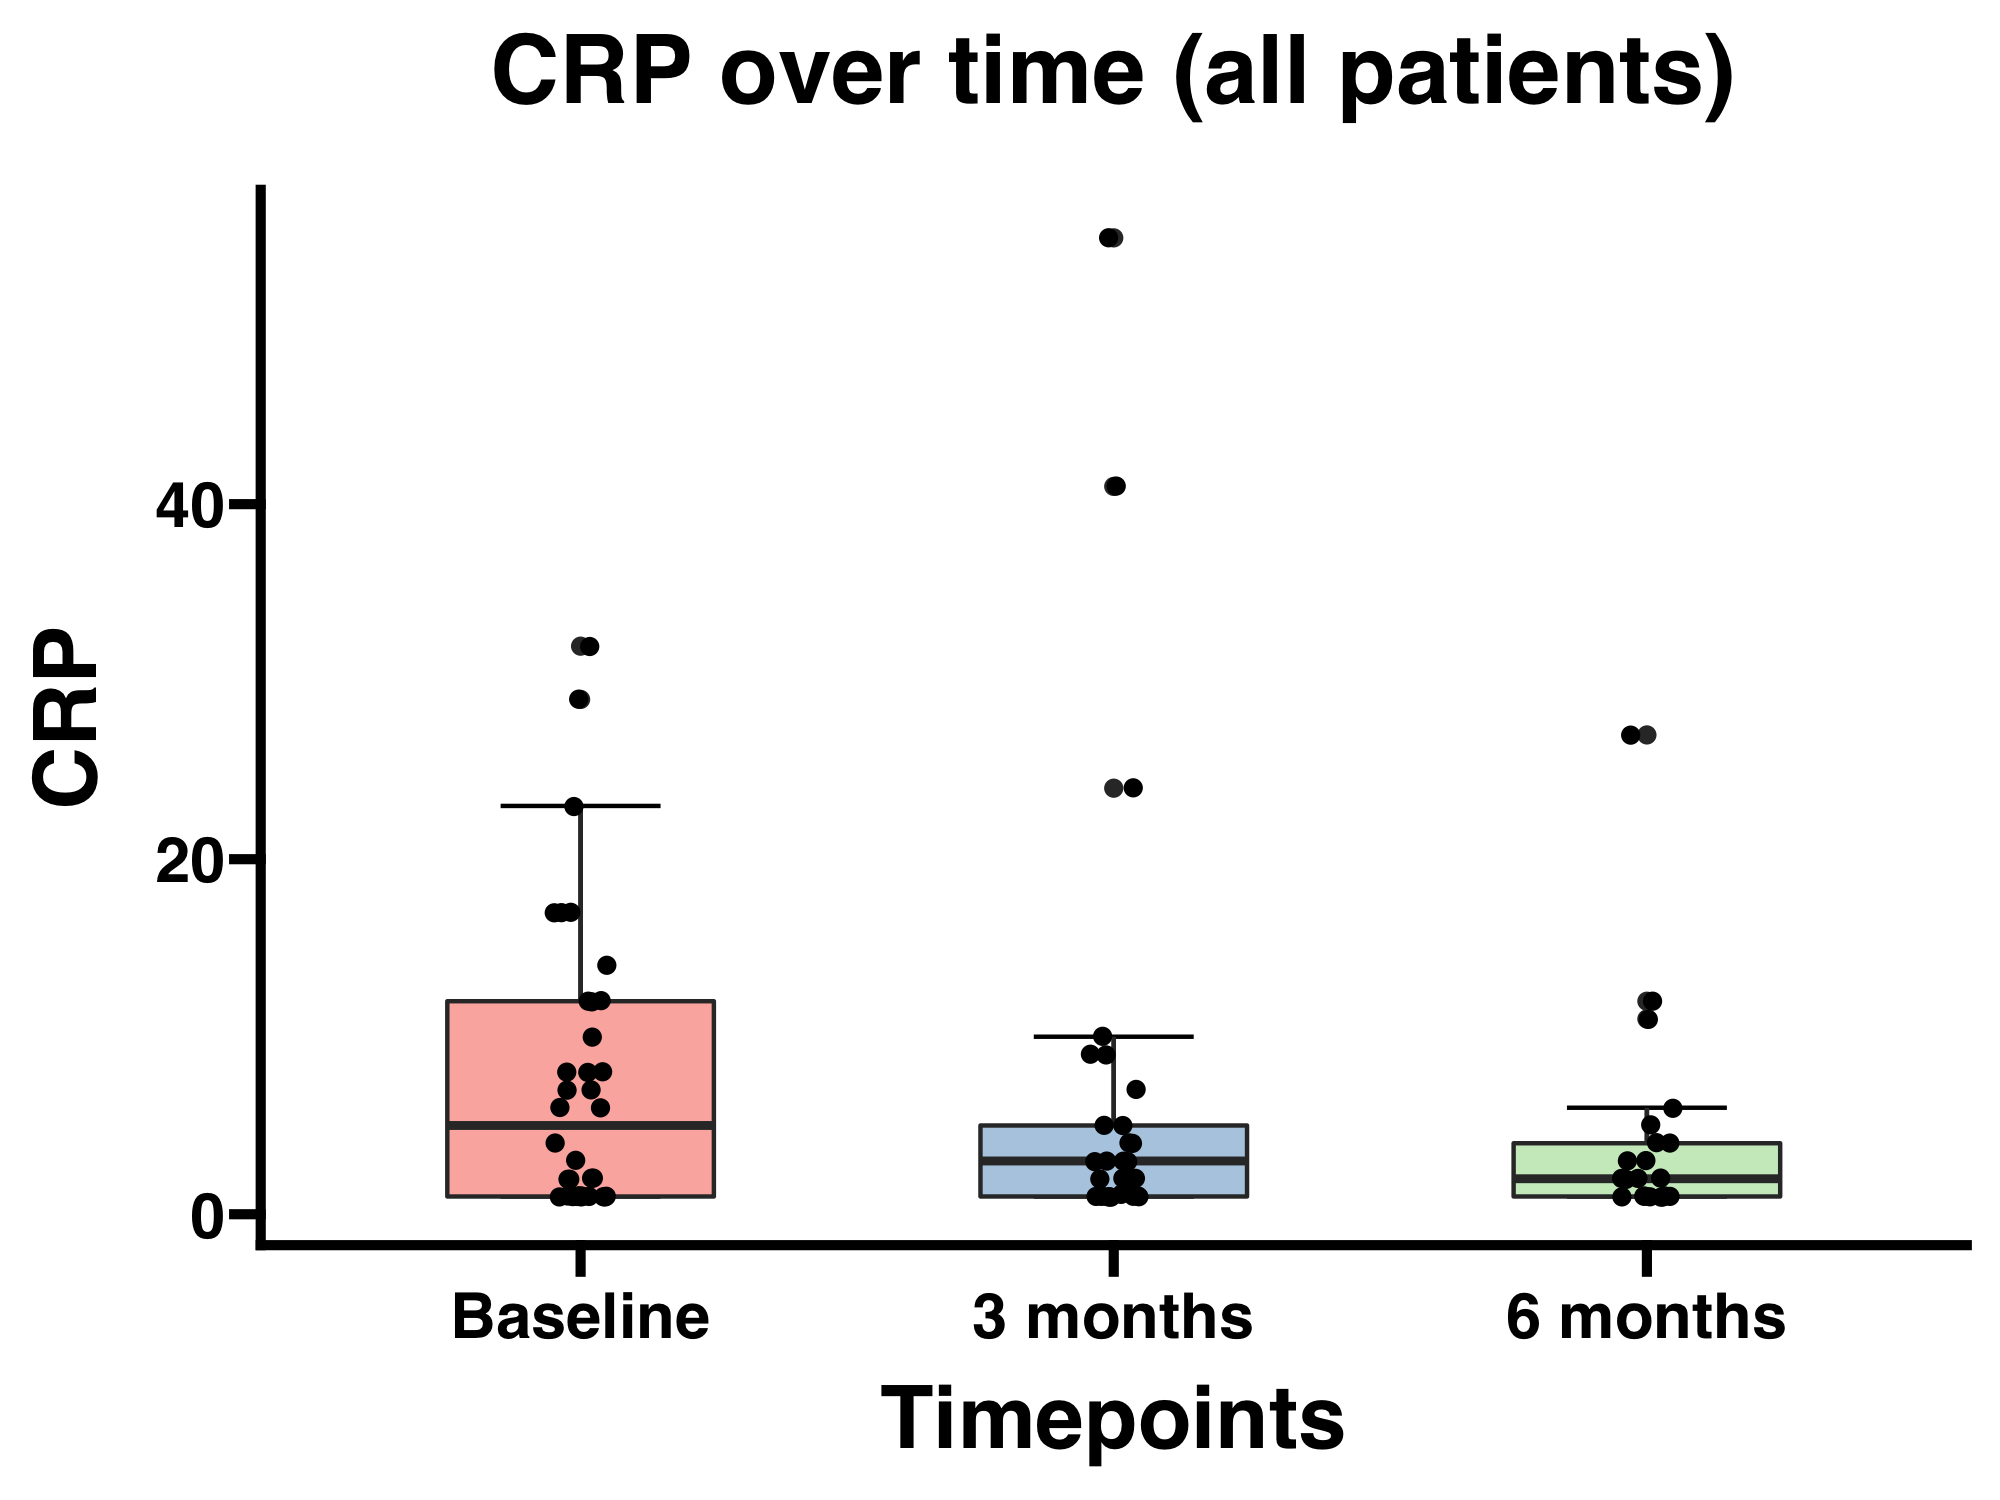 CRP over time (all patients)
CRP
40
20
0
Baseline
3 months
6 months
Timepoints